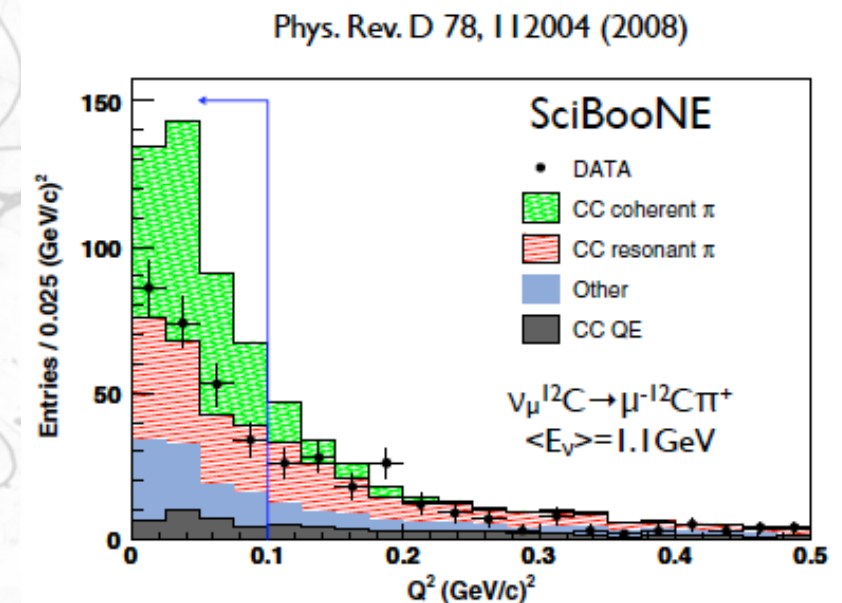 Phys. Rev. D 78, 112004 (2008)
SciBooNE
DATA
CC coherent π
CC resonant π
Other
CC QE
ν_μ¹²C→μ⁻¹²Cπ⁺
<E_ν>=1.1GeV
Entries / 0.025 (GeV/c)²
150
100
50
0
0 0.1 0.2 0.3 0.4 0.5
Q² (GeV/c)²